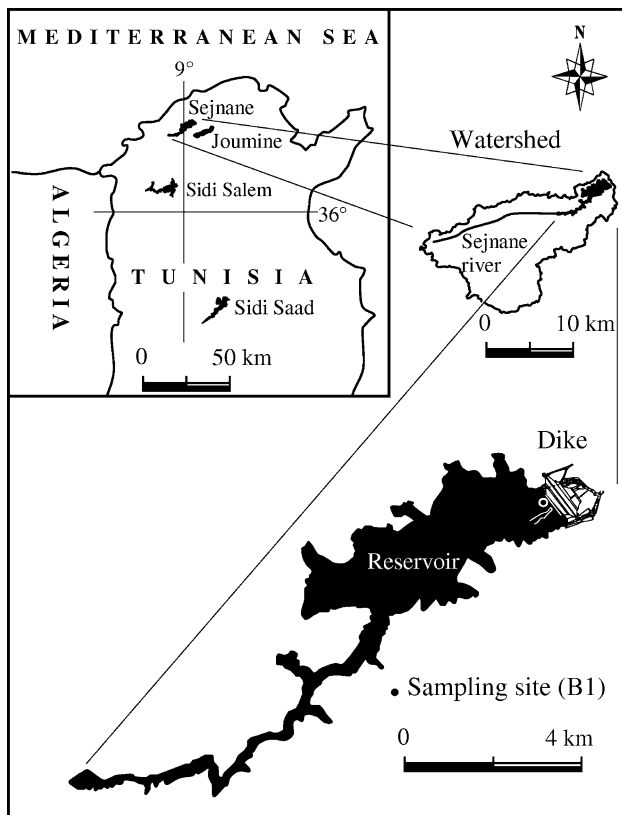 MEDITERRANEAN SEA
9°
N
Sejnane
Joumine
Watershed
Sidi Salem
36°
ALGERIA
Sejnane
river
TUNISIA
Sidi Saad
0 10 km
0 50 km
Dike
Reservoir
Sampling site (B1)
0 4 km